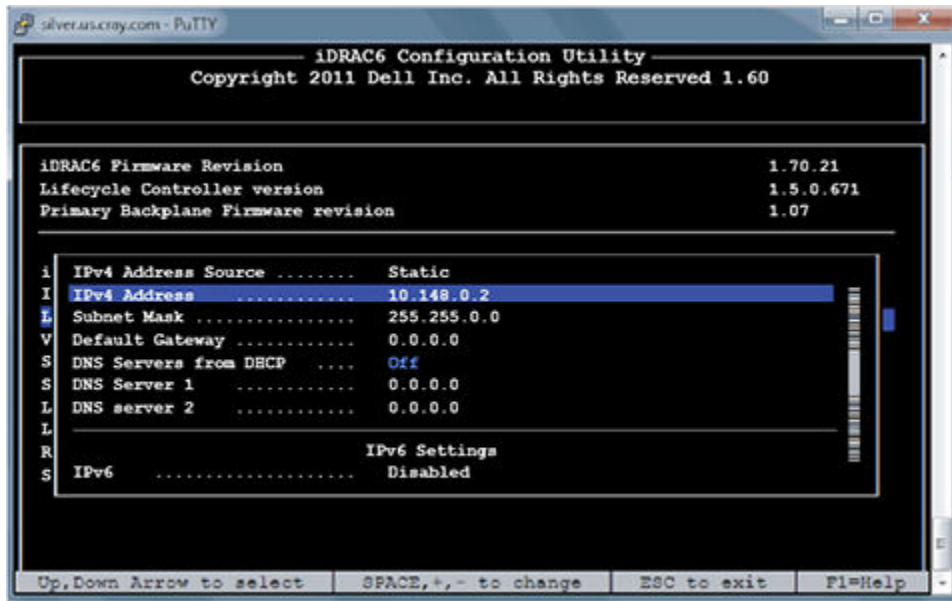 silver.us.cray.com - PuTTY
iDRAC6 Configuration Utility
Copyright 2011 Dell Inc. All Rights Reserved 1.60
iDRAC6 Firmware Revision 1.70.21
Lifecycle Controller version 1.5.0.671
Primary Backplane Firmware revision 1.07
i IPv4 Address Source ........ Static
I IPv4 Address ............ 10.148.0.2
L Subnet Mask ................ 255.255.0.0
V Default Gateway ............ 0.0.0.0
S DNS Servers from DHCP .... Off
S DNS Server 1 ............ 0.0.0.0
L DNS server 2 ............ 0.0.0.0
L
R IPv6 Settings
S IPv6 .................... Disabled
Up,Down Arrow to select SPACE,+,- to change ESC to exit F1=Help